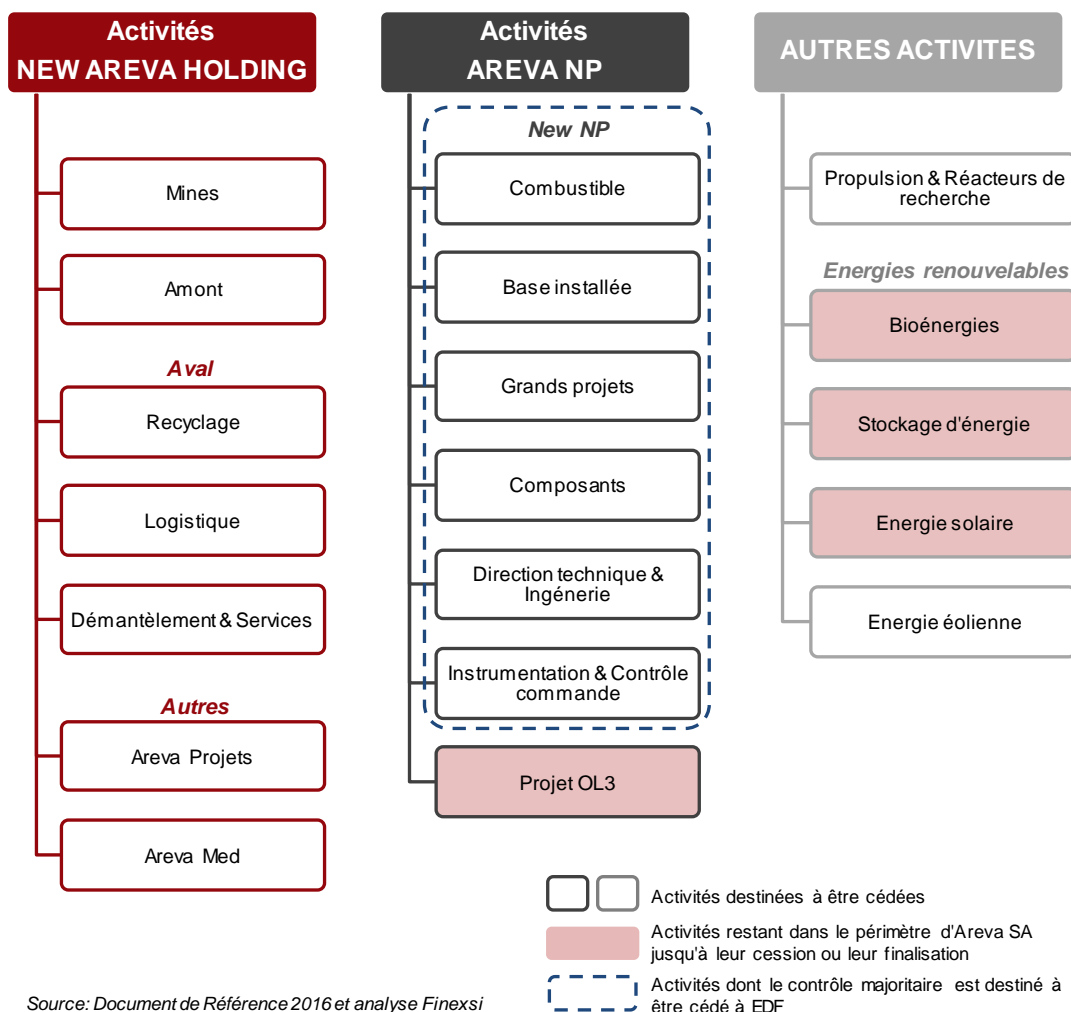 Activités
NEW AREVA HOLDING
Mines
Amont
Aval
Recyclage
Logistique
Démantèlement & Services
Autres
Areva Projets
Areva Med
Activités
AREVA NP
New NP
Combustible
Base installée
Grands projets
Composants
Direction technique &
Ingénerie
Instrumentation & Contrôle
commande
Projet OL3
AUTRES ACTIVITES
Propulsion & Réacteurs de
recherche
Energies renouvelables
Bioénergies
Stockage d'énergie
Energie solaire
Energie éolienne
Activités destinées à être cédées
Activités restant dans le périmètre d'Areva SA
jusqu'à leur cession ou leur finalisation
Activités dont le contrôle majoritaire est destiné à
être cédé à EDF
Source: Document de Référence 2016 et analyse Finexsi